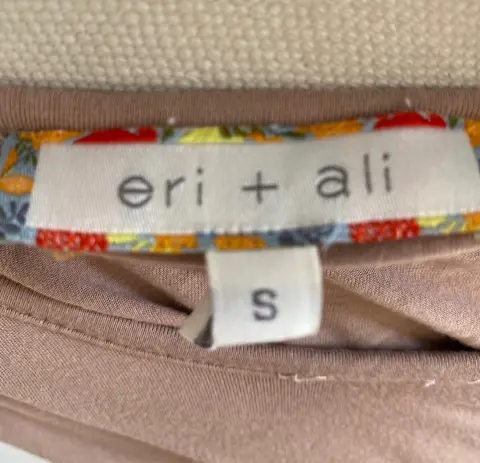 eri + ali
S